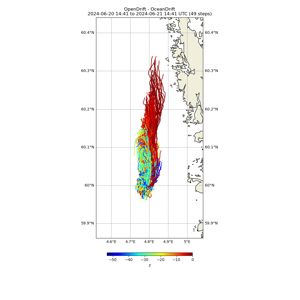 OpenDrift - OceanDrift
2024-06-20 14:41 to 2024-06-21 14:41 UTC (49 steps)
60.4°N 60.4°N
60.3°N 60.3°N
60.2°N 60.2°N
60.1°N 60.1°N
60°N 60°N
59.9°N 59.9°N
4.6°E 4.7°E 4.8°E 4.9°E 5°E
−50 −40 −30 −20 −10 0
z